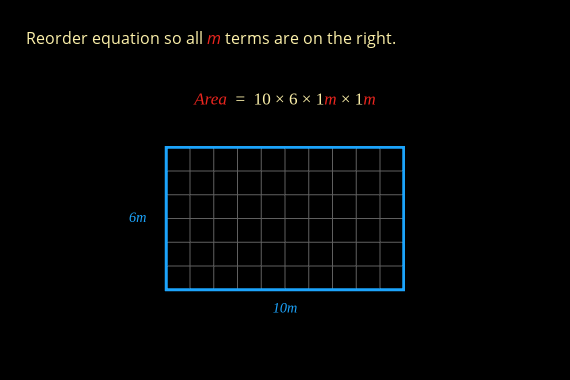 Reorder equation so all m terms are on the right.
Area = 10 × 6 × 1m × 1m
6m
10m